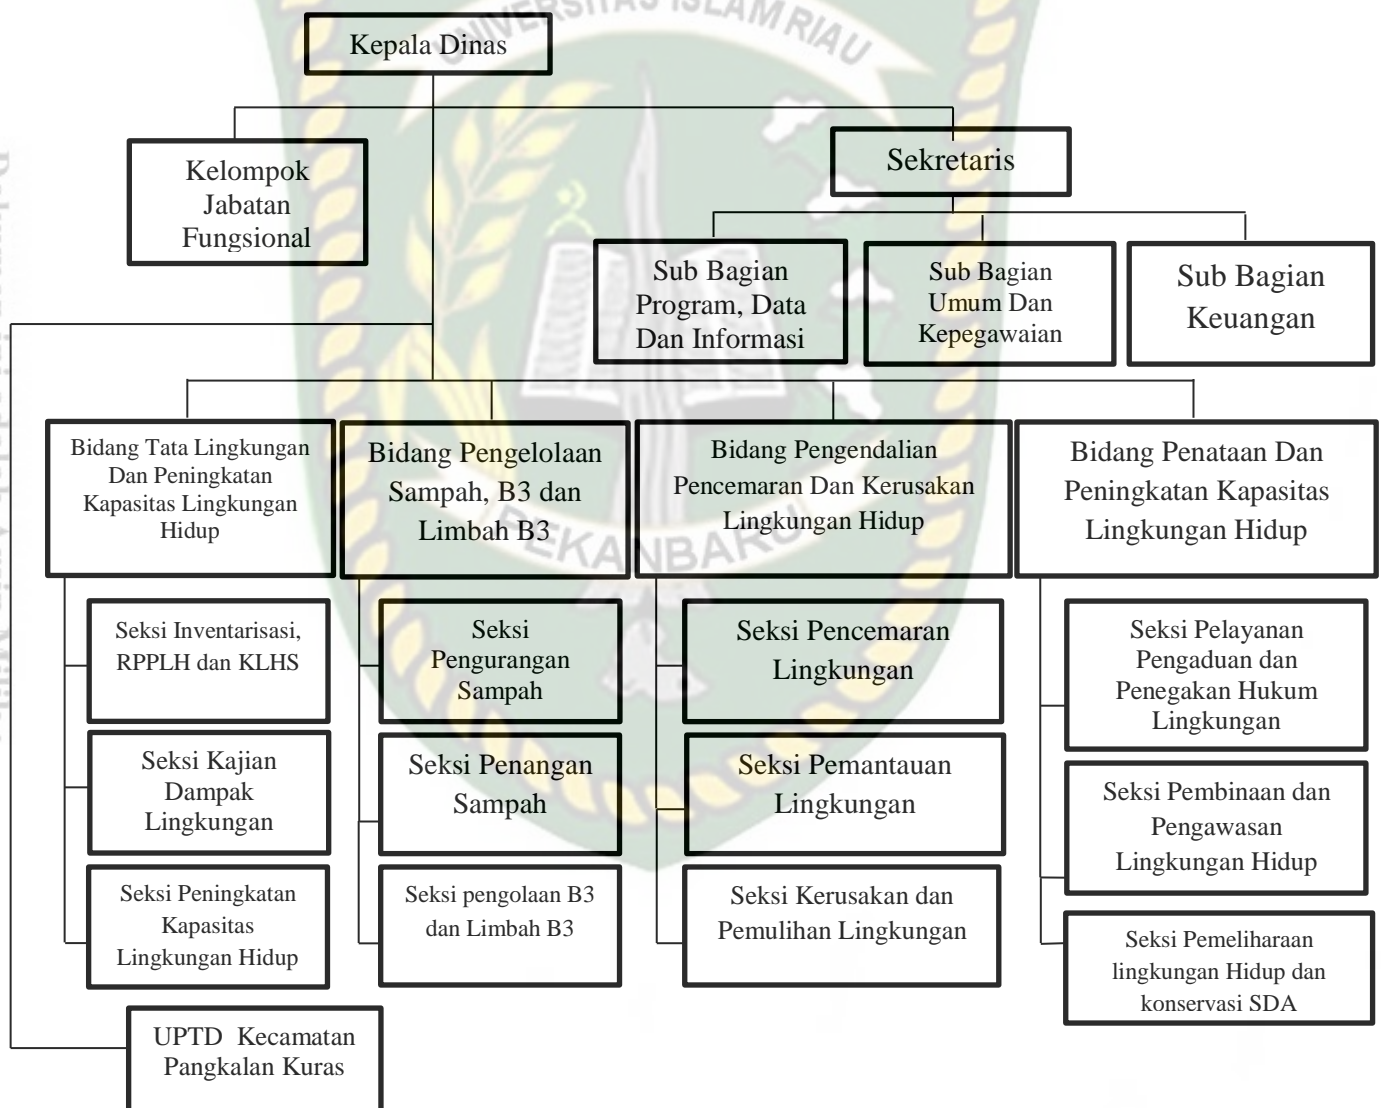 UNIVERSITAS ISLAM RIAU
Kepala Dinas
Kelompok
Jabatan
Fungsional
Sekretaris
Sub Bagian
Program, Data
Dan Informasi
Sub Bagian
Umum Dan
Kepegawaian
Sub Bagian
Keuangan
Bidang Tata Lingkungan
Dan Peningkatan
Kapasitas Lingkungan
Hidup
Bidang Pengelolaan
Sampah, B3 dan
Limbah B3
Bidang Pengendalian
Pencemaran Dan Kerusakan
Lingkungan Hidup
Bidang Penataan Dan
Peningkatan Kapasitas
Lingkungan Hidup
PEKANBARU
Seksi Inventarisasi,
RPPLH dan KLHS
Seksi Kajian
Dampak
Lingkungan
Seksi Peningkatan
Kapasitas
Lingkungan Hidup
Seksi
Pengurangan
Sampah
Seksi Penangan
Sampah
Seksi pengolaan B3
dan Limbah B3
Seksi Pencemaran
Lingkungan
Seksi Pemantauan
Lingkungan
Seksi Kerusakan dan
Pemulihan Lingkungan
Seksi Pelayanan
Pengaduan dan
Penegakan Hukum
Lingkungan
Seksi Pembinaan dan
Pengawasan
Lingkungan Hidup
Seksi Pemeliharaan
lingkungan Hidup dan
konservasi SDA
UPTD Kecamatan
Pangkalan Kuras